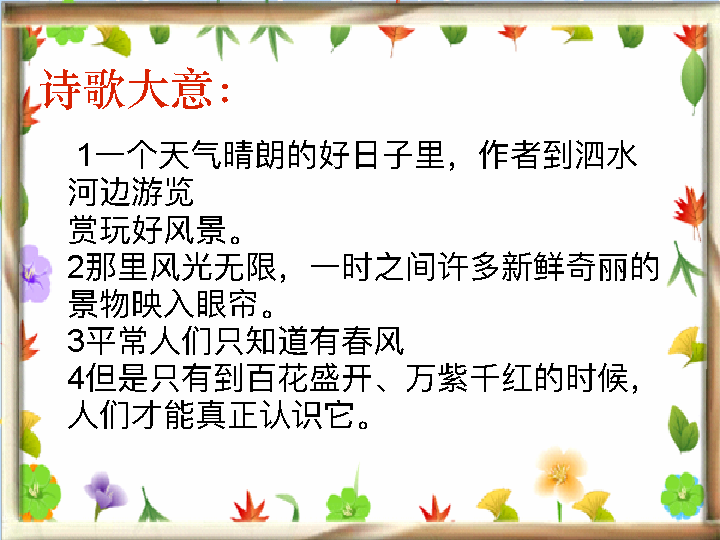 诗歌大意：
1一个天气晴朗的好日子里，作者到泗水
河边游览
赏玩好风景。
2那里风光无限，一时之间许多新鲜奇丽的
景物映入眼帘。
3平常人们只知道有春风
4但是只有到百花盛开、万紫千红的时候，
人们才能真正认识它。